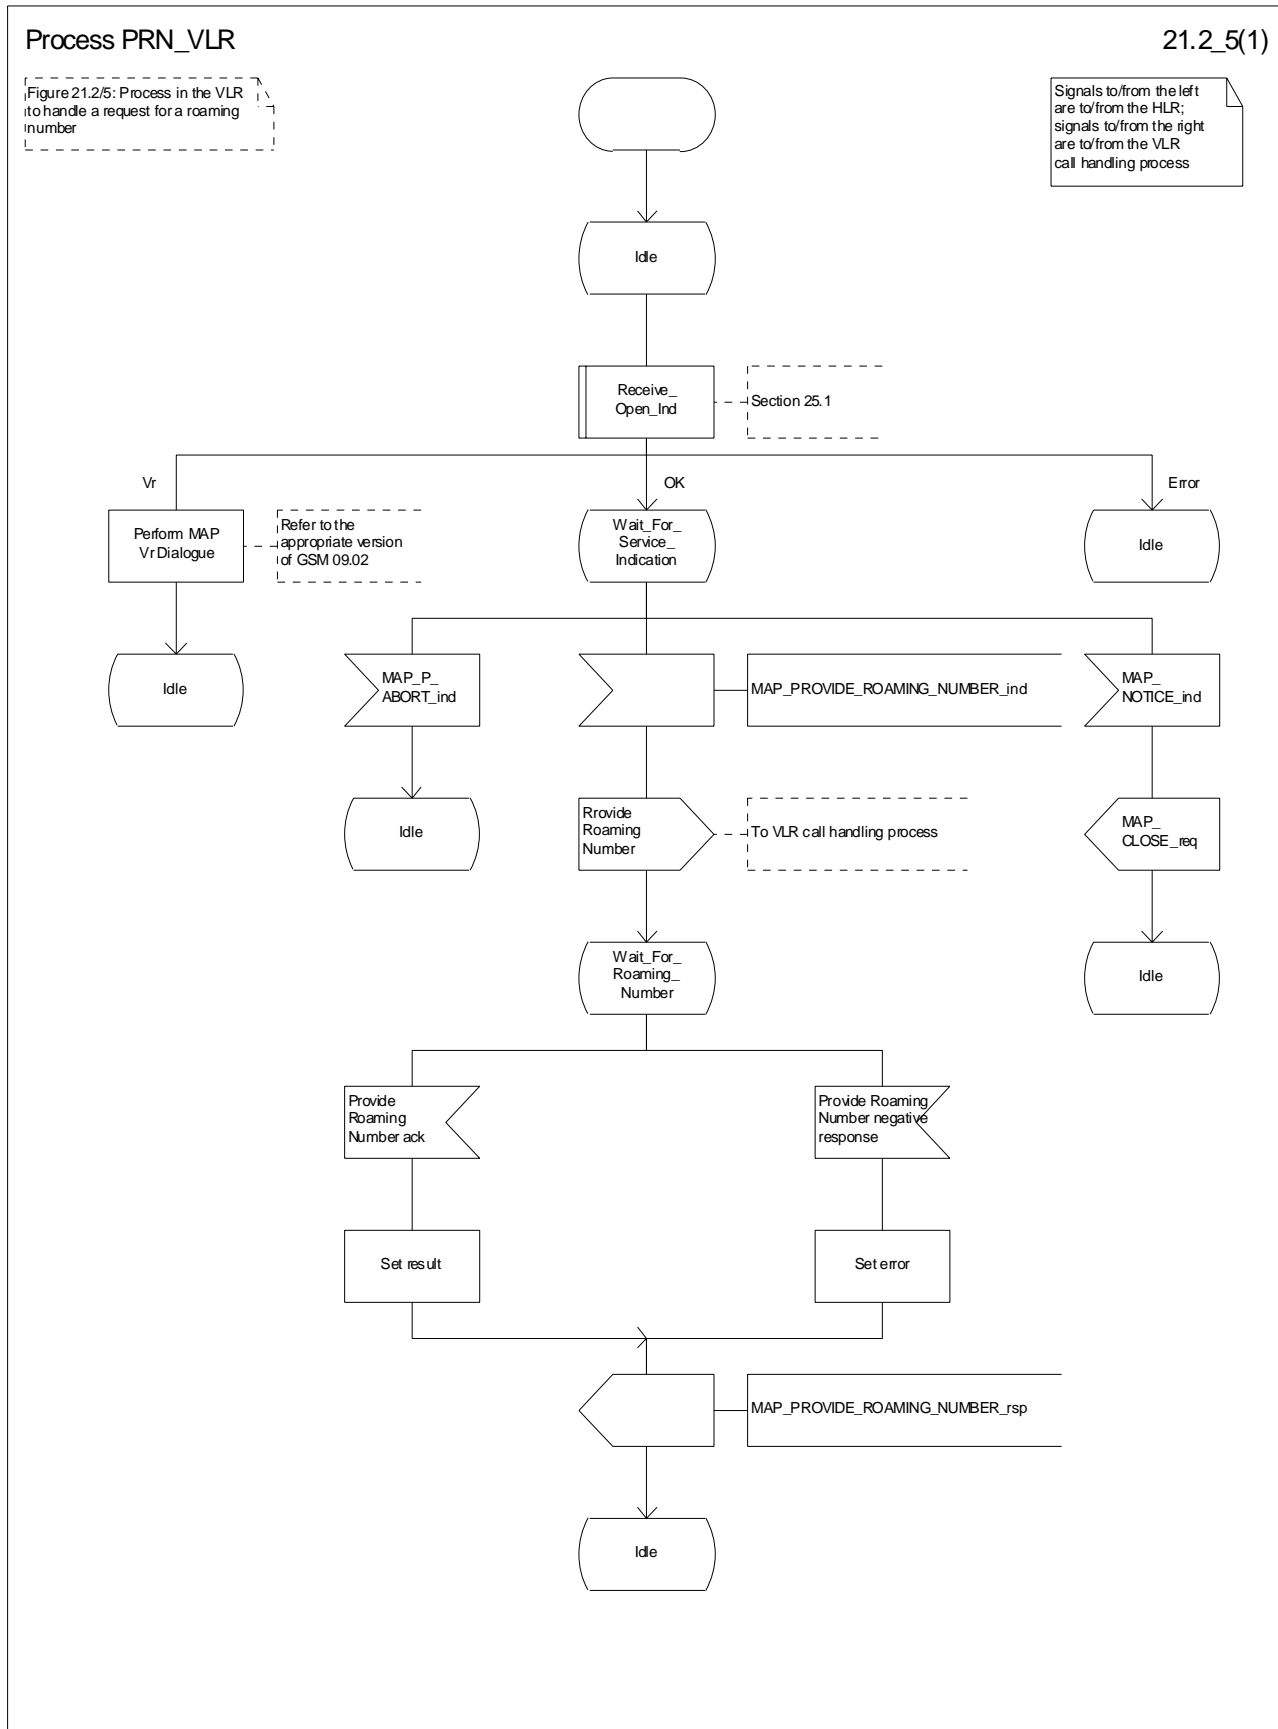 Process PRN_VLR
21.2_5(1)
Figure 21.2/5: Process in the VLR
to handle a request for a roaming
number
Signals to/from the left
are to/from the HLR;
signals to/from the right
are to/from the VLR
call handling process
Idle
Receive_
Open_Ind
Section 25.1
Vr
OK
Error
Perform MAP
Vr Dialogue
Refer to the
appropriate version
of GSM 09.02
Wait_For_
Service_
Indication
Idle
Idle
MAP_P_
ABORT_ind
MAP_PROVIDE_ROAMING_NUMBER_ind
MAP_
NOTICE_ind
Idle
Rrovide
Roaming
Number
To VLR call handling process
MAP_
CLOSE_req
Wait_For_
Roaming_
Number
Idle
Provide
Roaming
Number ack
Provide Roaming
Number negative
response
Set result
Set error
MAP_PROVIDE_ROAMING_NUMBER_rsp
Idle